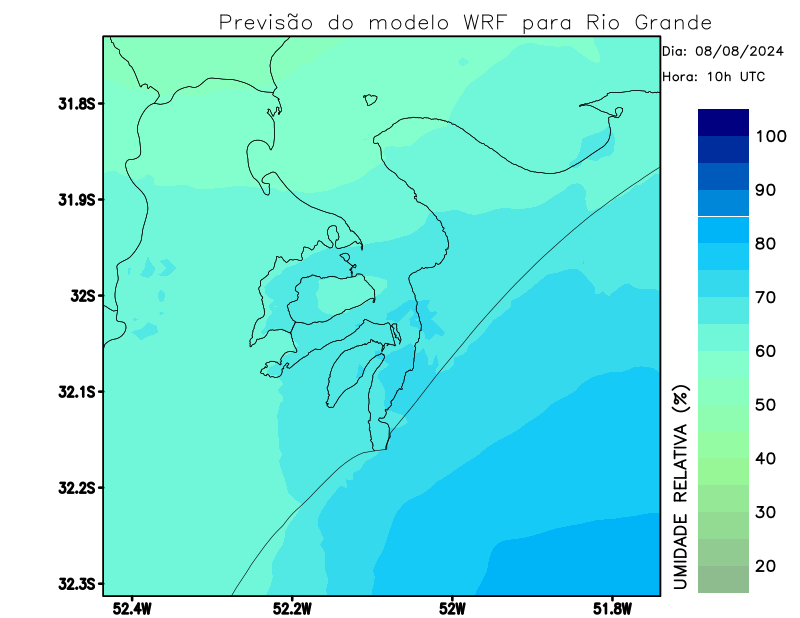 Previsão do modelo WRF para Rio Grande
Dia: 08/08/2024
Hora: 10h UTC
31.8S
31.9S
32S
32.1S
32.2S
32.3S
52.4W
52.2W
52W
51.8W
100
90
80
70
60
50
40
30
20
UMIDADE RELATIVA (%)